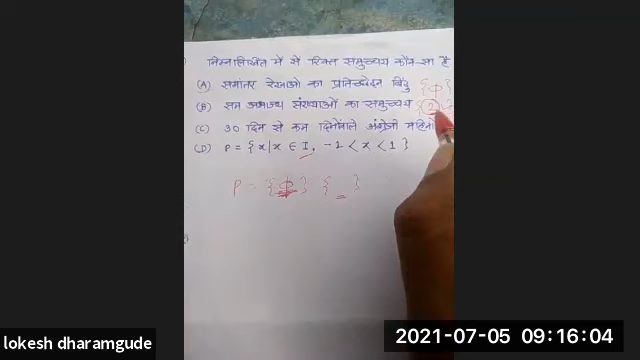 निम्नलिखित में से रिक्त समुच्चय कौन-सा है
(A) समांतर रेखाओं का प्रतिच्छेदन बिंदु {ϕ}
(B) सम अभाज्य संख्याओं का समुच्चय {2}
(C) 30 दिन से कम दिनोंवाले अंग्रेजी महिनों
(D) P = {x|x ∈ I, -1 < x < 1}
P = {ϕ} { }
lokesh dharamgude
2021-07-05 09:16:04